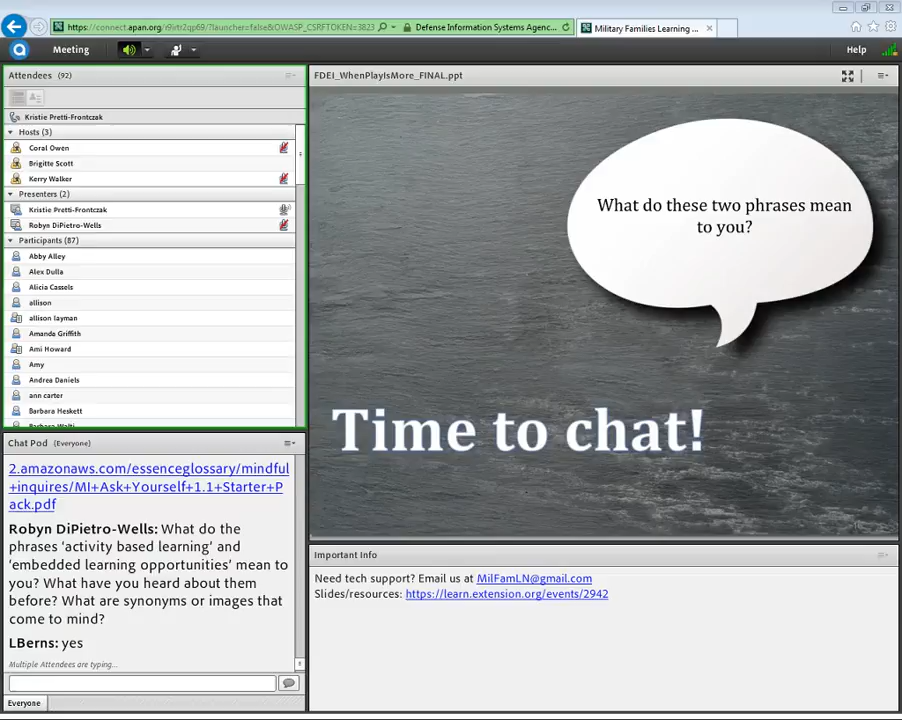 https://connect.apan.org/r9xtr2qp69/?launcher=false&OWASP_CSRFTOKEN=3823
Defense Information Systems Agenc...
Military Families Learning ...
Meeting
Help
Attendees (92)
Kristie Pretti-Frontczak
Hosts (3)
Coral Owen
Brigitte Scott
Kerry Walker
Presenters (2)
Kristie Pretti-Frontczak
Robyn DiPietro-Wells
Participants (87)
Abby Alley
Alex Dulla
Alicia Cassels
allison
allison layman
Amanda Griffith
Ami Howard
Amy
Andrea Daniels
ann carter
Barbara Heskett
Chat Pod (Everyone)
2.amazonaws.com/essenceglossary/mindful
+inquires/MI+Ask+Yourself+1.1+Starter+P
ack.pdf
Robyn DiPietro-Wells: What do the
phrases ‘activity based learning’ and
‘embedded learning opportunities’ mean to
you? What have you heard about them
before? What are synonyms or images that
come to mind?
LBerns: yes
Multiple Attendees are typing...
Everyone
FDEI_WhenPlayIsMore_FINAL.ppt
What do these two phrases mean
to you?
Time to chat!
Important Info
Need tech support? Email us at MilFamLN@gmail.com
Slides/resources: https://learn.extension.org/events/2942